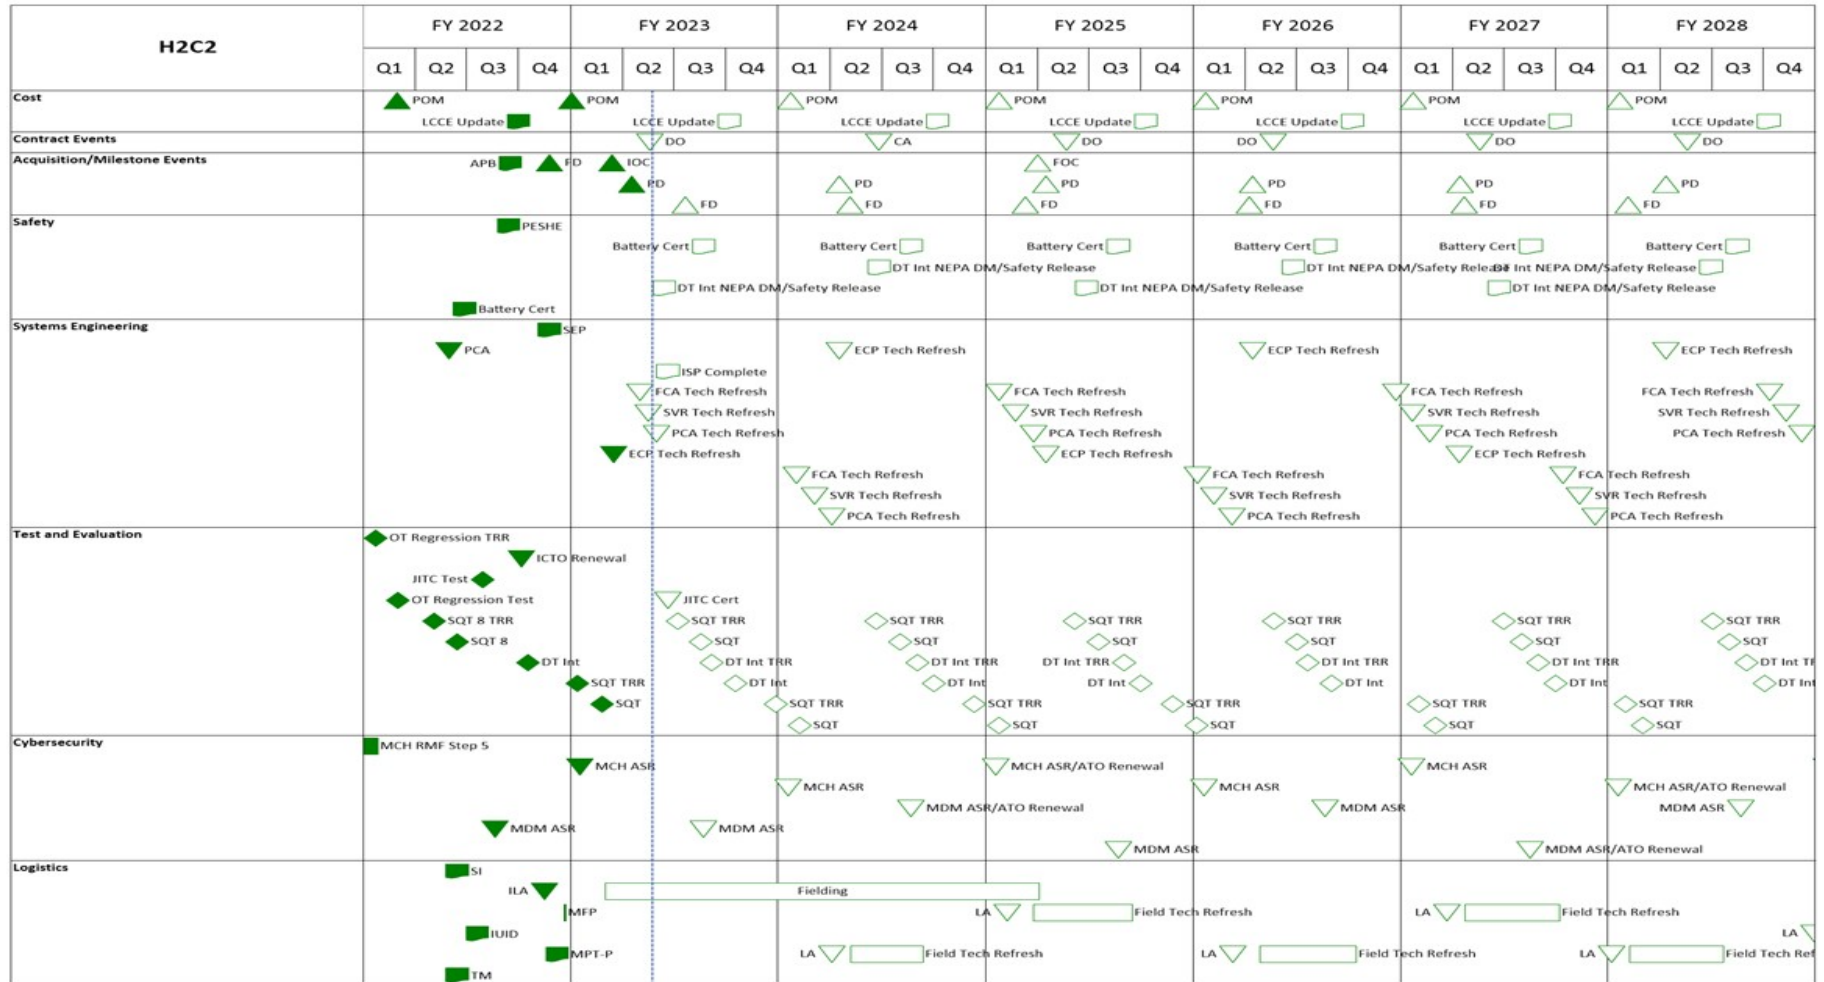 H2C2 FY 2022 FY 2023 FY 2024 FY 2025 FY 2026 FY 2027 FY 2028
Q1 Q2 Q3 Q4 Q1 Q2 Q3 Q4 Q1 Q2 Q3 Q4 Q1 Q2 Q3 Q4 Q1 Q2 Q3 Q4 Q1 Q2 Q3 Q4 Q1 Q2 Q3 Q4
Cost POM POM POM POM POM POM POM
LCCE Update LCCE Update LCCE Update LCCE Update LCCE Update LCCE Update LCCE Update
Contract Events DO CA DO DO DO DO
Acquisition/Milestone Events APB FD IOC FOC
PD PD PD PD PD PD
FD FD FD FD FD FD
Safety PESHE
Battery Cert Battery Cert Battery Cert Battery Cert Battery Cert Battery Cert
DT Int NEPA DM/Safety Release DT Int NEPA DM/Safety Release DT Int NEPA DM/Safety Release
DT Int NEPA DM/Safety Release DT Int NEPA DM/Safety Release DT Int NEPA DM/Safety Release
Battery Cert
Systems Engineering SEP
PCA ECP Tech Refresh ECP Tech Refresh ECP Tech Refresh
ISP Complete
FCA Tech Refresh FCA Tech Refresh FCA Tech Refresh FCA Tech Refresh
SVR Tech Refresh SVR Tech Refresh SVR Tech Refresh SVR Tech Refresh
PCA Tech Refresh PCA Tech Refresh PCA Tech Refresh PCA Tech Refresh
ECP Tech Refresh ECP Tech Refresh ECP Tech Refresh
FCA Tech Refresh FCA Tech Refresh FCA Tech Refresh
SVR Tech Refresh SVR Tech Refresh SVR Tech Refresh
PCA Tech Refresh PCA Tech Refresh PCA Tech Refresh
Test and Evaluation OT Regression TRR
ICTO Renewal
JITC Test
OT Regression Test JITC Cert
SQT 8 TRR SQT TRR SQT TRR SQT TRR SQT TRR SQT TRR SQT TRR
SQT 8 SQT SQT SQT SQT SQT SQT
DT Int DT Int TRR DT Int TRR DT Int TRR DT Int TRR DT Int TRR DT Int
SQT TRR DT Int DT Int DT Int DT Int DT Int DT Int
SQT SQT TRR SQT TRR SQT TRR SQT TRR SQT TRR
SQT SQT SQT SQT SQT
Cybersecurity MCH RMF Step 5
MCH ASR MCH ASR/ATO Renewal MCH ASR
MCH ASR MCH ASR MCH ASR/ATO Renewal
MDM ASR/ATO Renewal MDM ASR MDM ASR
MDM ASR MDM ASR
MDM ASR MDM ASR/ATO Renewal
Logistics SI
ILA Fielding
MFP LA Field Tech Refresh LA Field Tech Refresh
IUID LA
MPT-P LA Field Tech Refresh LA Field Tech Refresh LA Field Tech Ref
TM